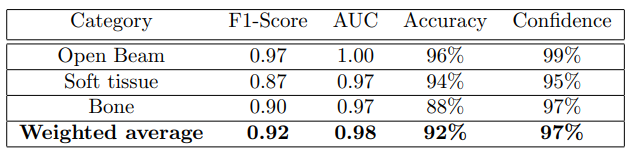 Category F1-Score AUC Accuracy Confidence
Open Beam 0.97 1.00 96% 99%
Soft tissue 0.87 0.97 94% 95%
Bone 0.90 0.97 88% 97%
Weighted average 0.92 0.98 92% 97%